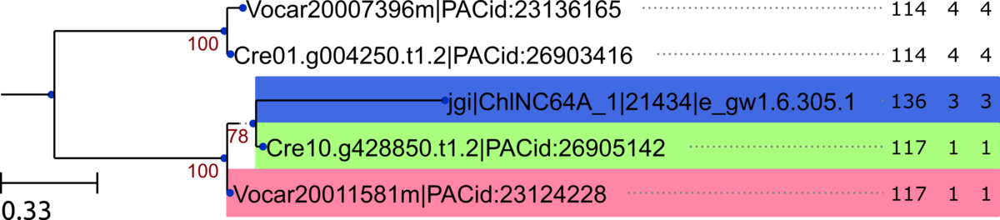 Vocar20007396m|PACid:23136165 114 4 4
100
Cre01.g004250.t1.2|PACid:26903416 114 4 4
jgi|ChlNC64A_1|21434|e_gw1.6.305.1 136 3 3
78
Cre10.g428850.t1.2|PACid:26905142 117 1 1
100
Vocar20011581m|PACid:23124228 117 1 1
0.33